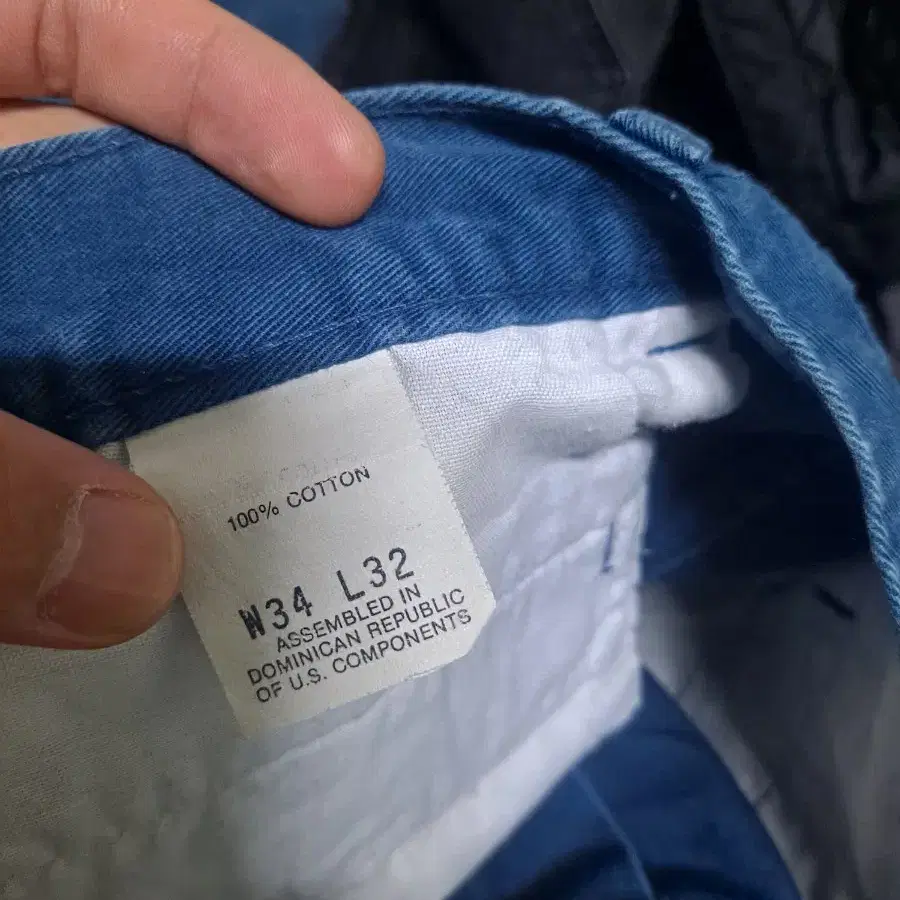 100% COTTON
W34 L32
ASSEMBLED IN
DOMINICAN REPUBLIC
OF U.S. COMPONENTS